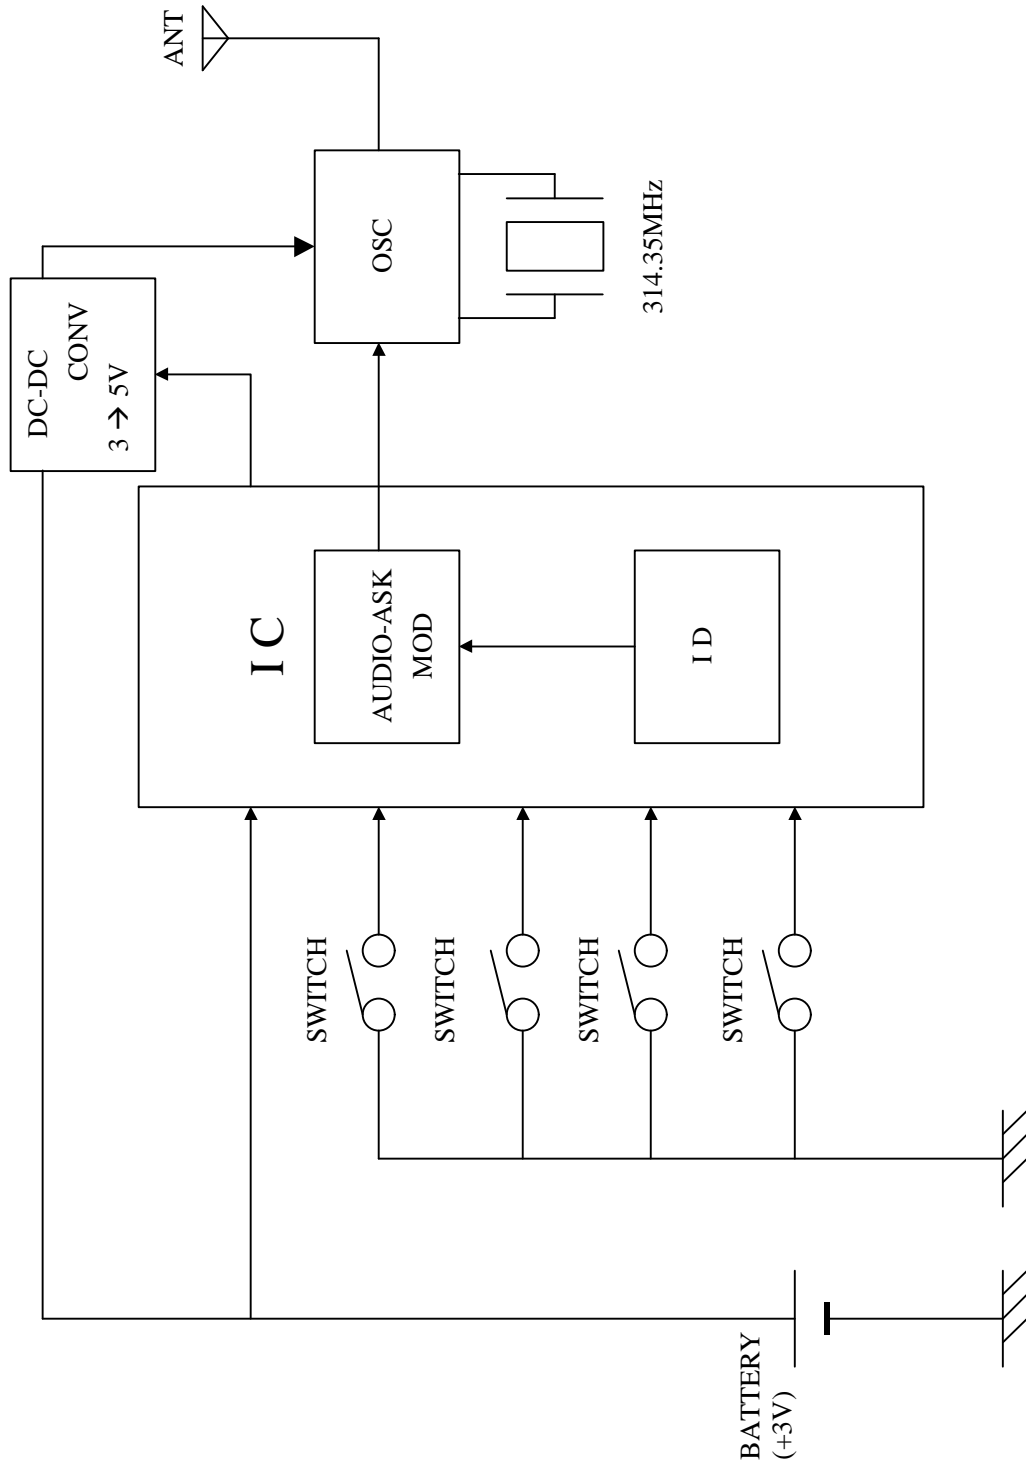 BATTERY
(+3V)
SWITCH
SWITCH
SWITCH
SWITCH
I C
AUDIO-ASK
MOD
I D
DC-DC
CONV
3 → 5V
OSC
314.35MHz
ANT